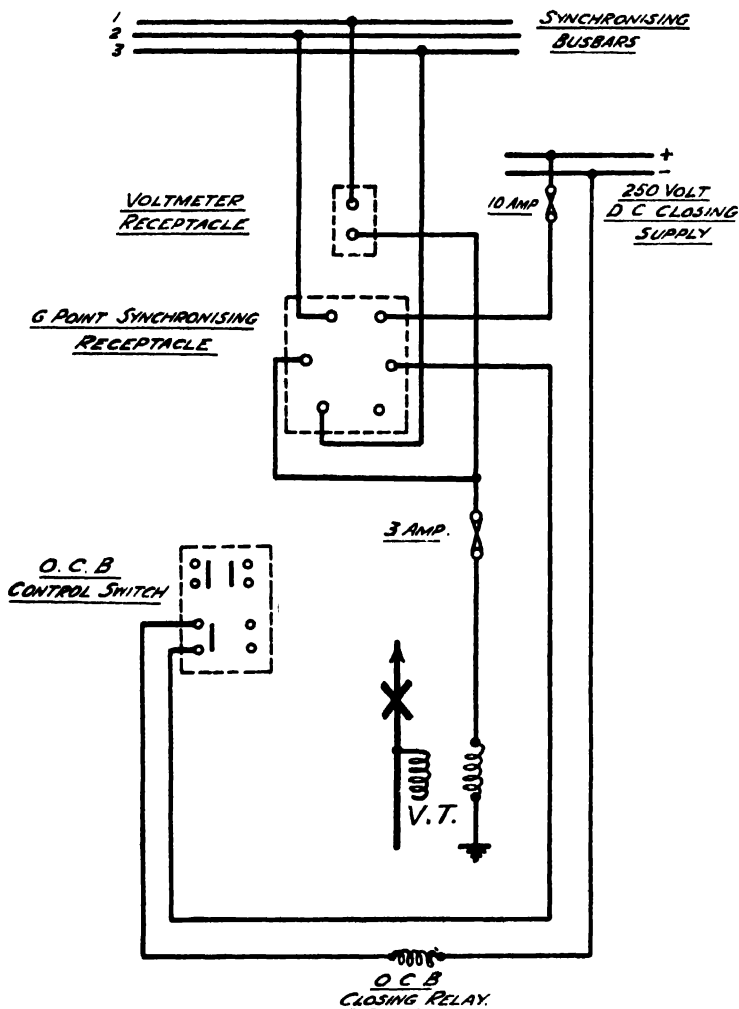 1
2
3
SYNCHRONISING
BUSBARS
+
-
10 AMP
250 VOLT
D C CLOSING
SUPPLY
VOLTMETER
RECEPTACLE
6 POINT SYNCHRONISING
RECEPTACLE
3 AMP.
O. C. B
CONTROL SWITCH
V.T.
O C B
CLOSING RELAY.